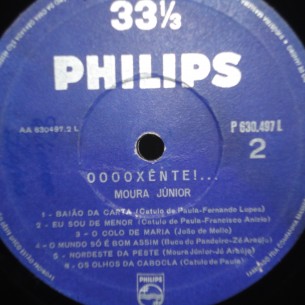 33⅓
PHILIPS
AA 630497.2 L
P 630.497 L
2
OOOOXÊNTE!...
MOURA JÚNIOR
1 - BAIÃO DA CARTA (Catulo de Paula-Fernando Lopes)
2 - EU SOU DE MENOR (Catulo de Paula-Francisco Anísio)
3 - O COLO DE MARIA (João de Mello)
4 - O MUNDO SÓ É BOM ASSIM (Buco do Pandeiro-Zé Araújo)
5 - NORDESTE DA PESTE (Moura Júnior-Jó Araújo)
6 - OS OLHOS DA CABOCLA (Catulo de Paula)
PHILIPS